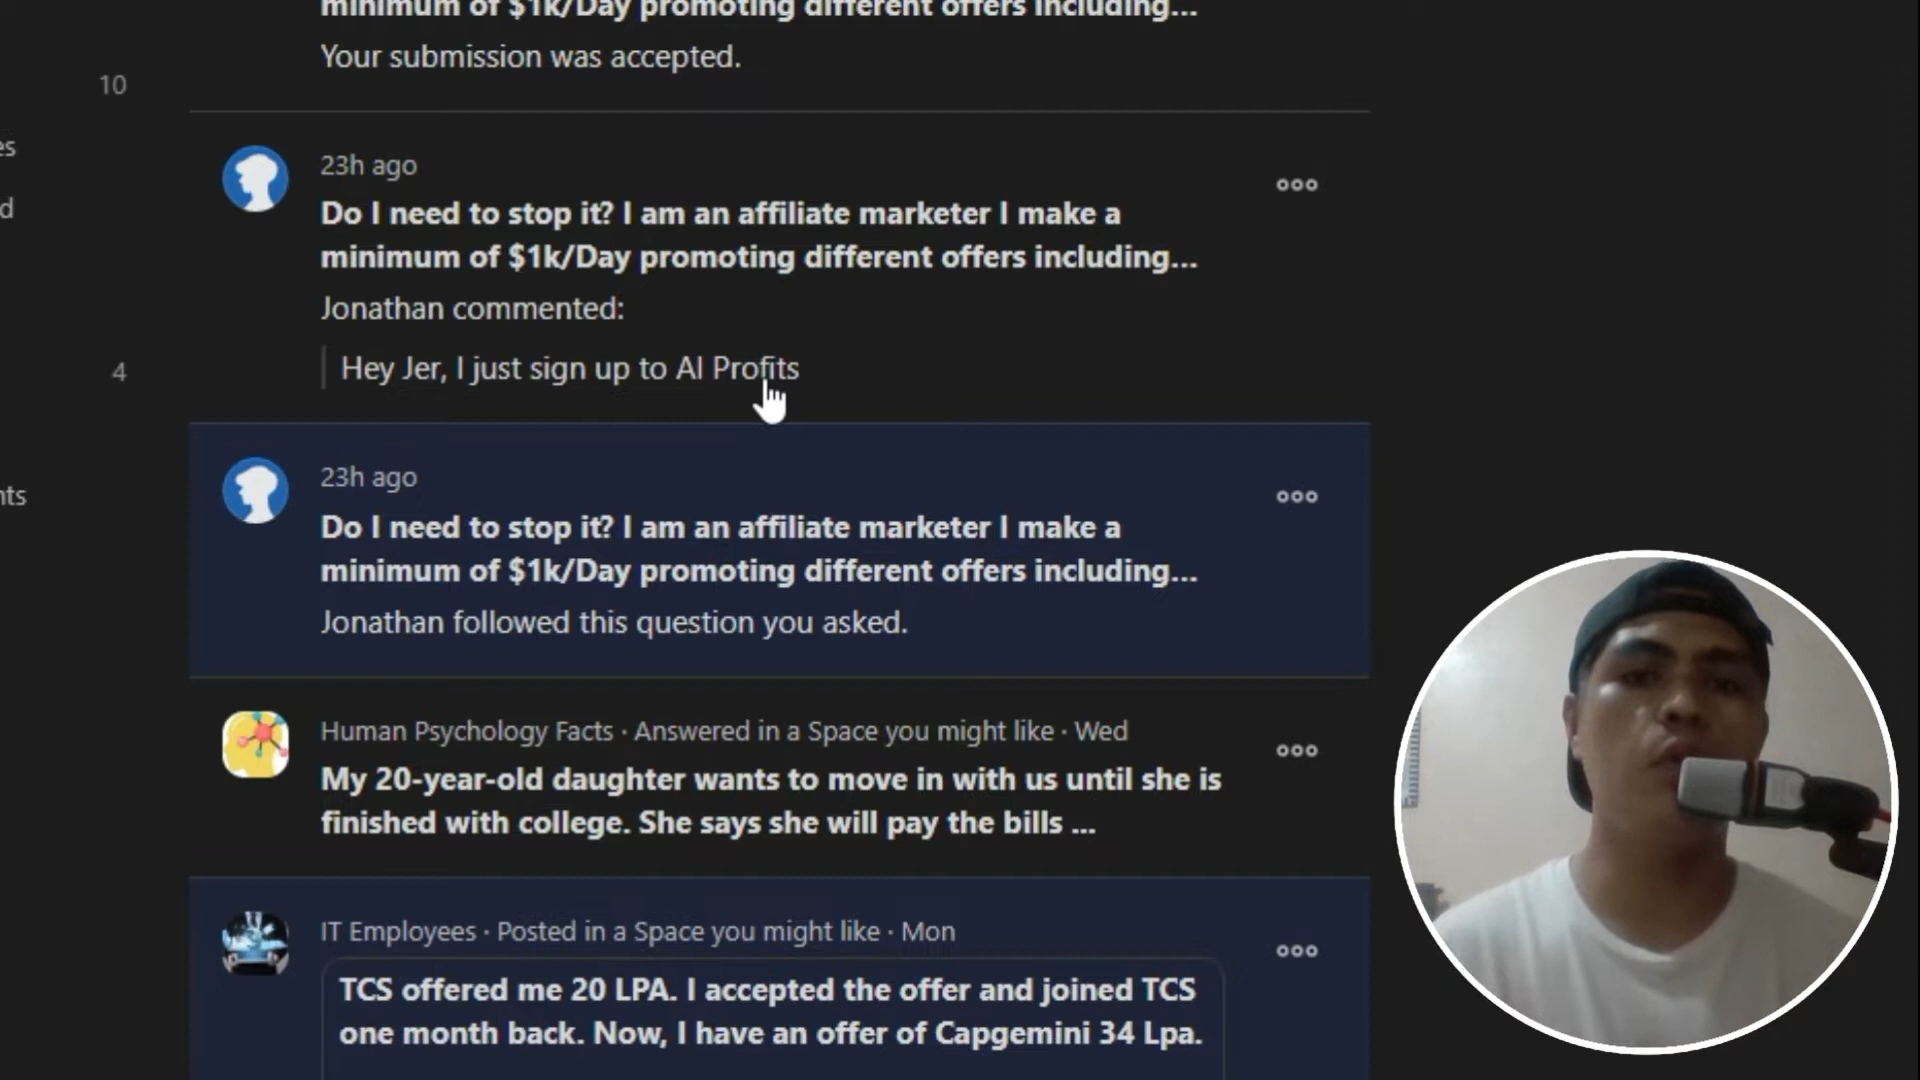 minimum of $1k/Day promoting different offers including...
Your submission was accepted.
10
es
d
23h ago
Do I need to stop it? I am an affiliate marketer I make a
minimum of $1k/Day promoting different offers including...
Jonathan commented:
Hey Jer, I just sign up to AI Profits
4
23h ago
Do I need to stop it? I am an affiliate marketer I make a
minimum of $1k/Day promoting different offers including...
Jonathan followed this question you asked.
nts
Human Psychology Facts · Answered in a Space you might like · Wed
My 20-year-old daughter wants to move in with us until she is
finished with college. She says she will pay the bills ...
IT Employees · Posted in a Space you might like · Mon
TCS offered me 20 LPA. I accepted the offer and joined TCS
one month back. Now, I have an offer of Capgemini 34 Lpa.